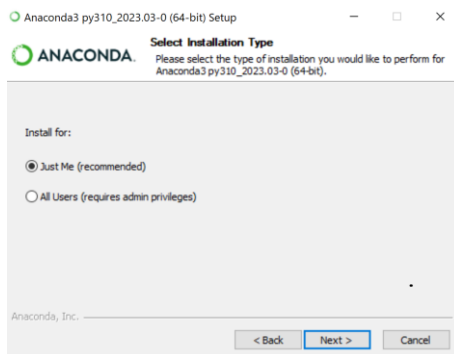 Anaconda3 py310_2023.03-0 (64-bit) Setup
ANACONDA.
Select Installation Type
Please select the type of installation you would like to perform for
Anaconda3 py310_2023.03-0 (64-bit).
Install for:
Just Me (recommended)
All Users (requires admin privileges)
Anaconda, Inc.
< Back Next > Cancel